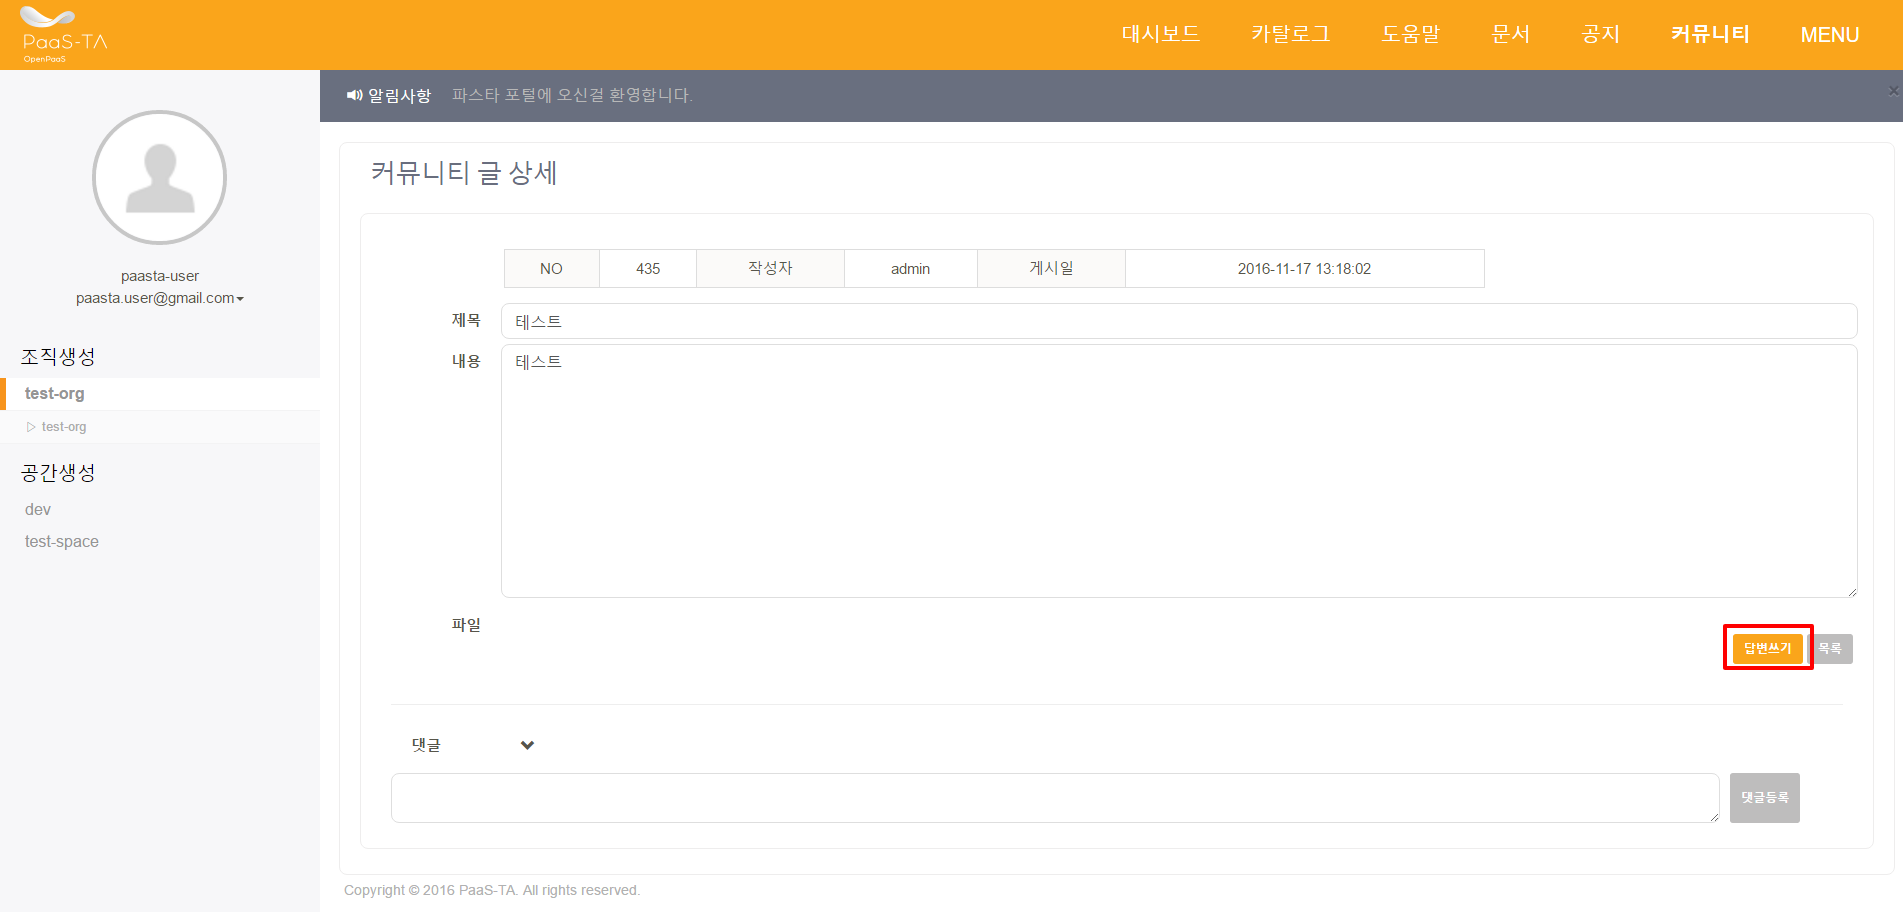 PaaS-TA
OpenPaaS
대시보드 카탈로그 도움말 문서 공지 커뮤니티 MENU
알림사항 파스타 포털에 오신걸 환영합니다.
×
paasta-user
paasta.user@gmail.com
조직생성
test-org
test-org
공간생성
dev
test-space
커뮤니티 글 상세
NO 435 작성자 admin 게시일 2016-11-17 13:18:02
제목 테스트
내용 테스트
파일
답변쓰기 목록
댓글
댓글등록
Copyright © 2016 PaaS-TA. All rights reserved.